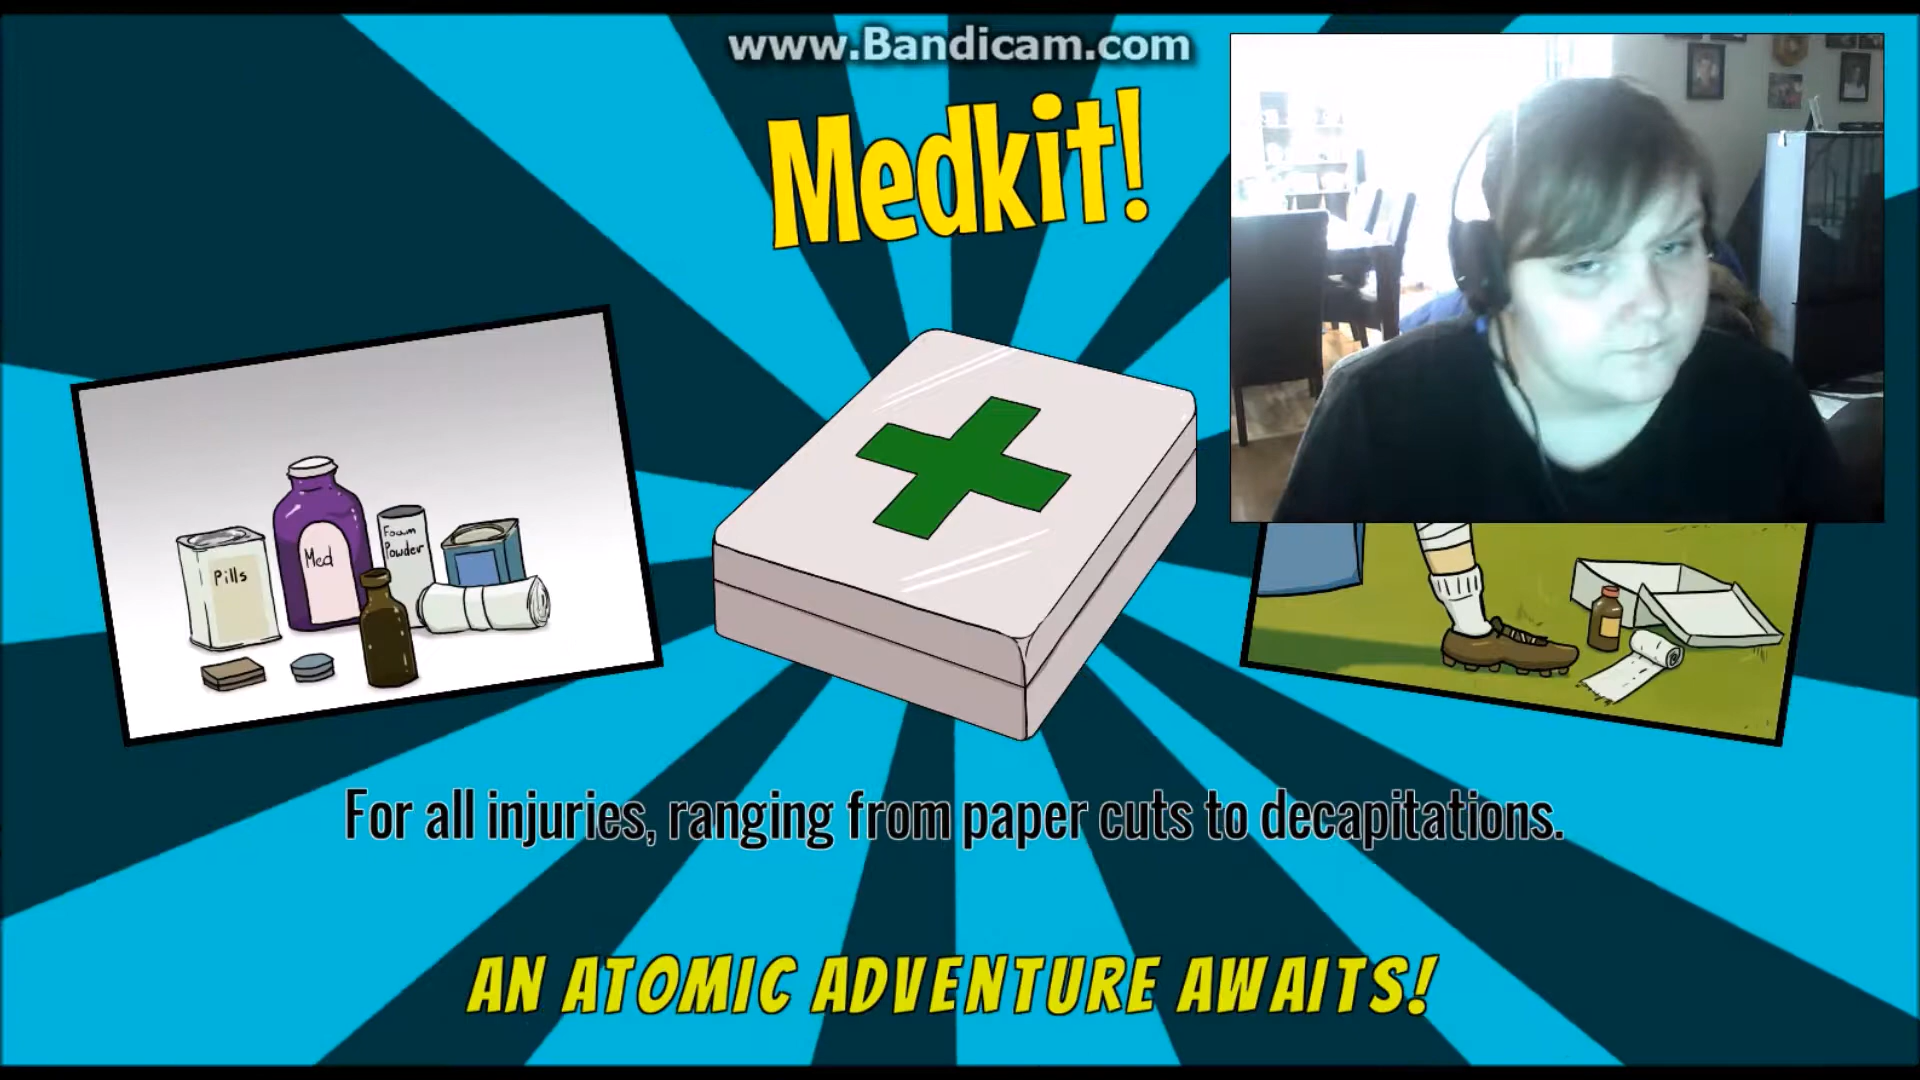 www.Bandicam.com
Medkit!
Pills
Med
Foam
Powder
For all injuries, ranging from paper cuts to decapitations.
AN ATOMIC ADVENTURE AWAITS!